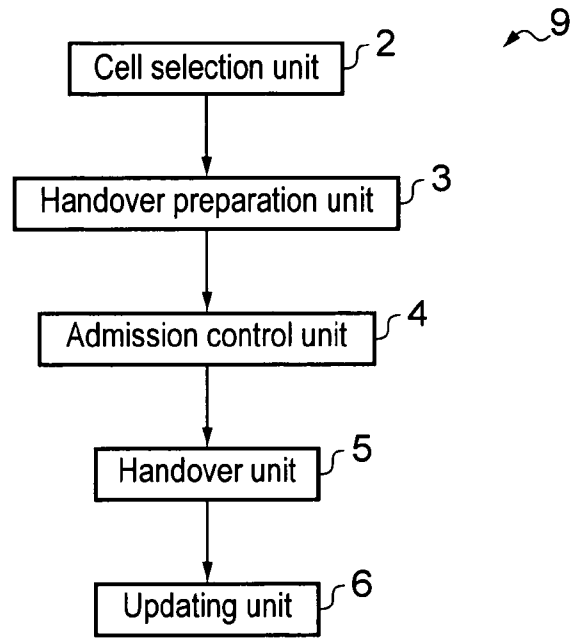 9
Cell selection unit 2
Handover preparation unit 3
Admission control unit 4
Handover unit 5
Updating unit 6